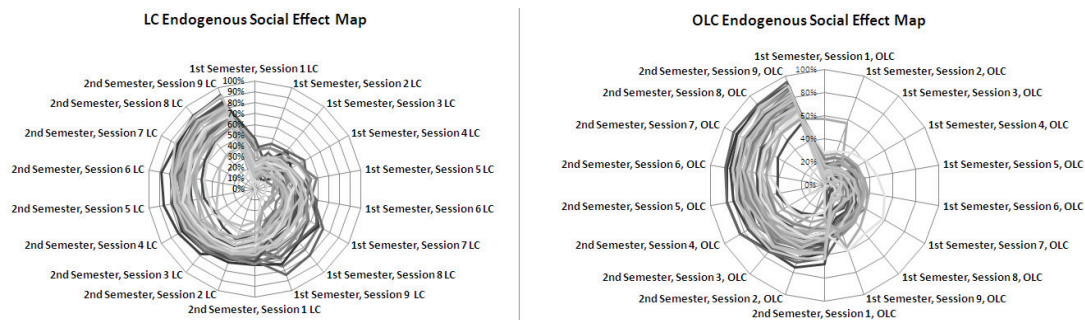 LC Endogenous Social Effect Map
1st Semester, Session 1 LC
2nd Semester, Session 9 LC
1st Semester, Session 2 LC
2nd Semester, Session 8 LC
1st Semester, Session 3 LC
2nd Semester, Session 7 LC
1st Semester, Session 4 LC
2nd Semester, Session 6 LC
1st Semester, Session 5 LC
2nd Semester, Session 5 LC
1st Semester, Session 6 LC
2nd Semester, Session 4 LC
1st Semester, Session 7 LC
2nd Semester, Session 3 LC
1st Semester, Session 8 LC
2nd Semester, Session 2 LC
1st Semester, Session 9 LC
2nd Semester, Session 1 LC
100%
90%
80%
70%
60%
50%
40%
30%
20%
10%
0%
OLC Endogenous Social Effect Map
1st Semester, Session 1, OLC
2nd Semester, Session 9, OLC
1st Semester, Session 2, OLC
2nd Semester, Session 8, OLC
1st Semester, Session 3, OLC
2nd Semester, Session 7, OLC
1st Semester, Session 4, OLC
2nd Semester, Session 6, OLC
1st Semester, Session 5, OLC
2nd Semester, Session 5, OLC
1st Semester, Session 6, OLC
2nd Semester, Session 4, OLC
1st Semester, Session 7, OLC
2nd Semester, Session 3, OLC
1st Semester, Session 8, OLC
2nd Semester, Session 2, OLC
1st Semester, Session 9, OLC
2nd Semester, Session 1, OLC
100%
80%
60%
40%
20%
0%